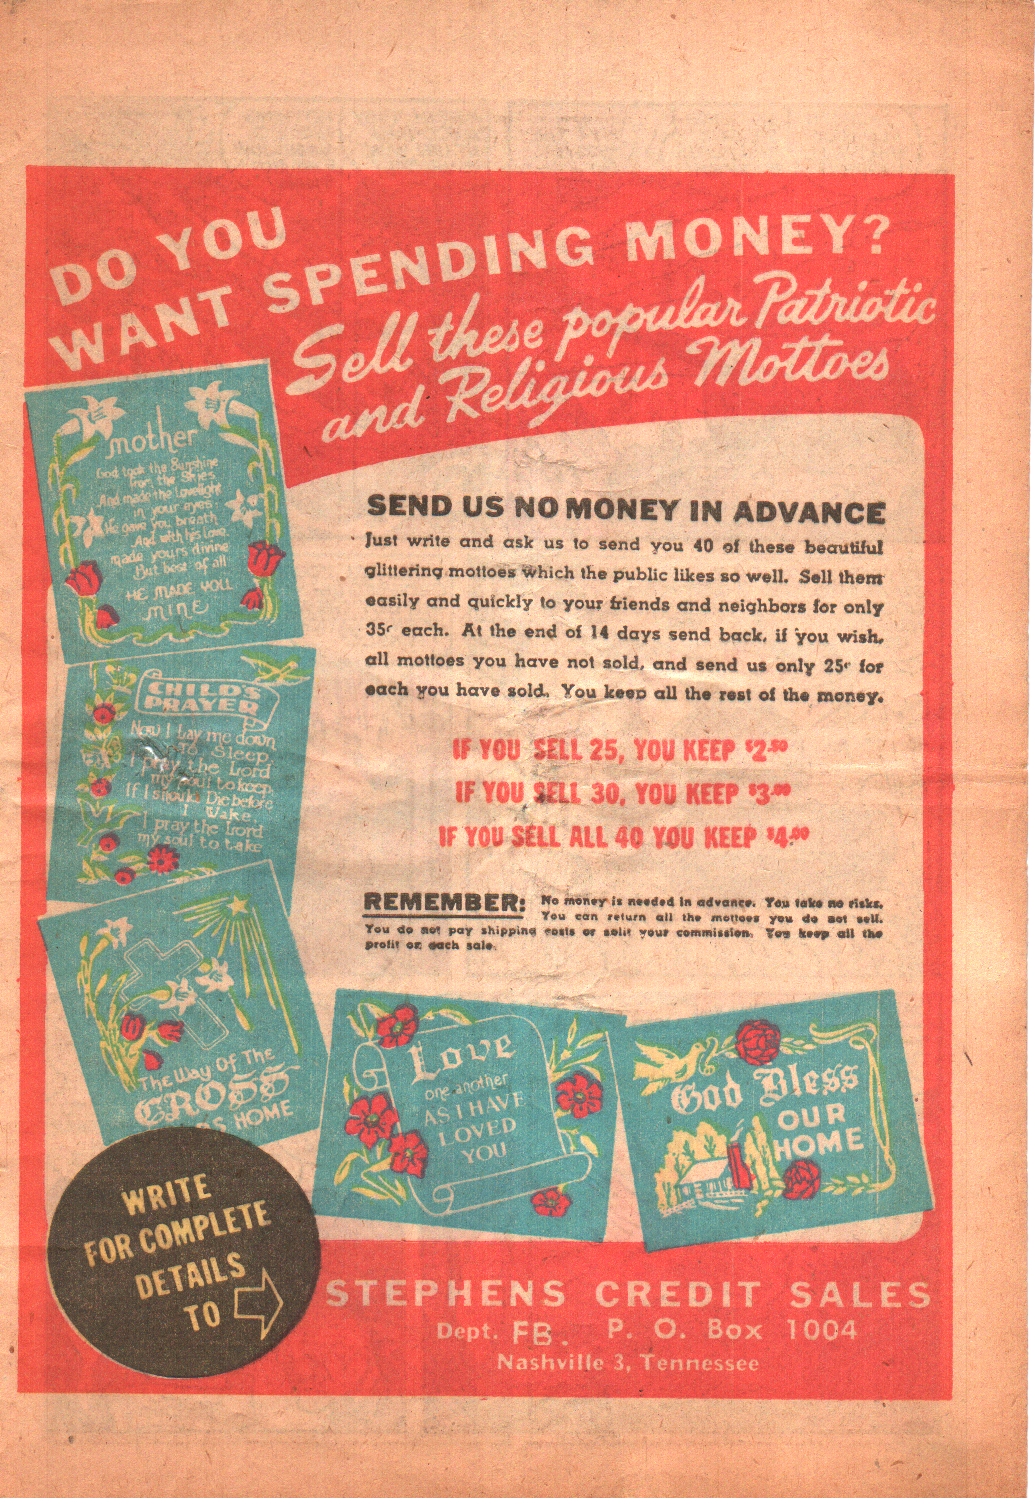 DO YOU
WANT SPENDING MONEY?
Sell these popular Patriotic
and Religious Mottoes
mother
God took the Sunshine
from the Skies
And made the Lovelight
in your eyes
He gave you breath
And with his love
made yours divine
But best of all
HE MADE YOU
MINE
CHILD'S
PRAYER
Now I Lay me down
To Sleep,
I pray the Lord
my soul to keep,
If I should Die before
I Wake
I pray the Lord
my soul to take
The Way Of The
CROSS
HOME
SEND US NO MONEY IN ADVANCE
Just write and ask us to send you 40 of these beautiful
glittering mottoes which the public likes so well. Sell them
easily and quickly to your friends and neighbors for only
35c each. At the end of 14 days send back, if you wish,
all mottoes you have not sold, and send us only 25c for
each you have sold. You keep all the rest of the money.
IF YOU SELL 25, YOU KEEP $2.50
IF YOU SELL 30, YOU KEEP $3.00
IF YOU SELL ALL 40 YOU KEEP $4.00
REMEMBER: No money is needed in advance. You take no risks.
You can return all the mottoes you do not sell.
You do not pay shipping costs or split your commission. You keep all the
profit on each sale.
Love
one another
AS I HAVE
LOVED
YOU
God Bless
OUR
HOME
WRITE
FOR COMPLETE
DETAILS
TO
STEPHENS CREDIT SALES
Dept. FB. P. O. Box 1004
Nashville 3, Tennessee